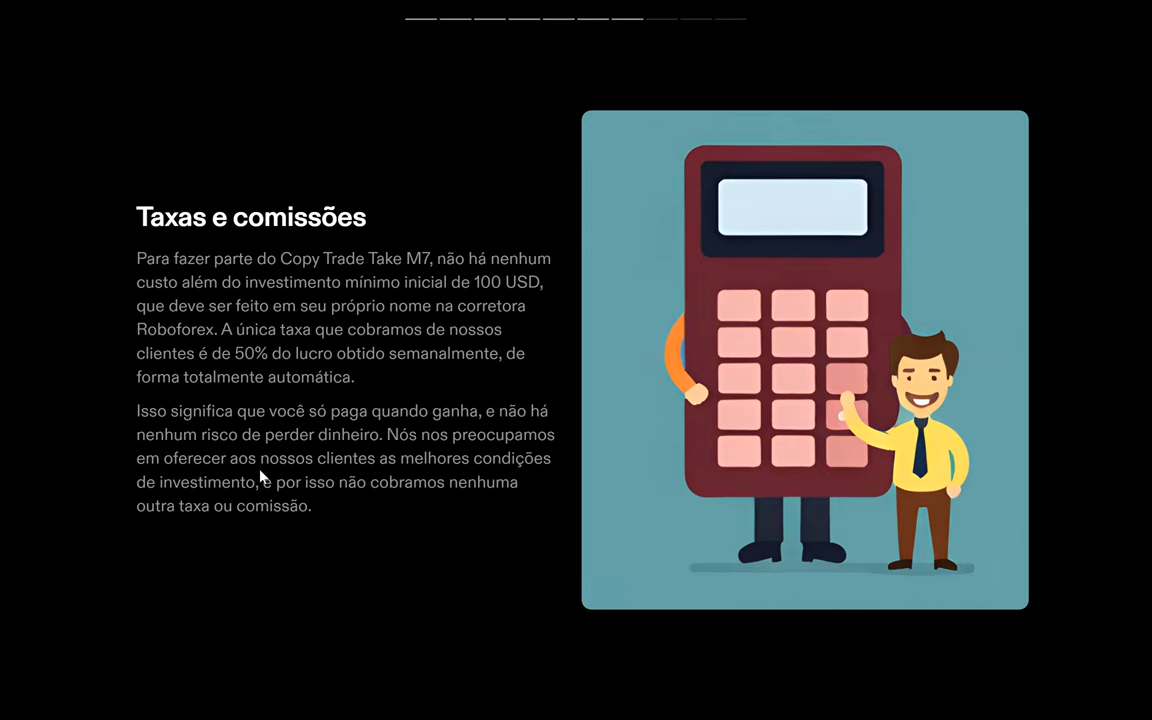 Taxas e comissões
Para fazer parte do Copy Trade Take M7, não há nenhum
custo além do investimento mínimo inicial de 100 USD,
que deve ser feito em seu próprio nome na corretora
Roboforex. A única taxa que cobramos de nossos
clientes é de 50% do lucro obtido semanalmente, de
forma totalmente automática.
Isso significa que você só paga quando ganha, e não há
nenhum risco de perder dinheiro. Nós nos preocupamos
em oferecer aos nossos clientes as melhores condições
de investimento, e por isso não cobramos nenhuma
outra taxa ou comissão.